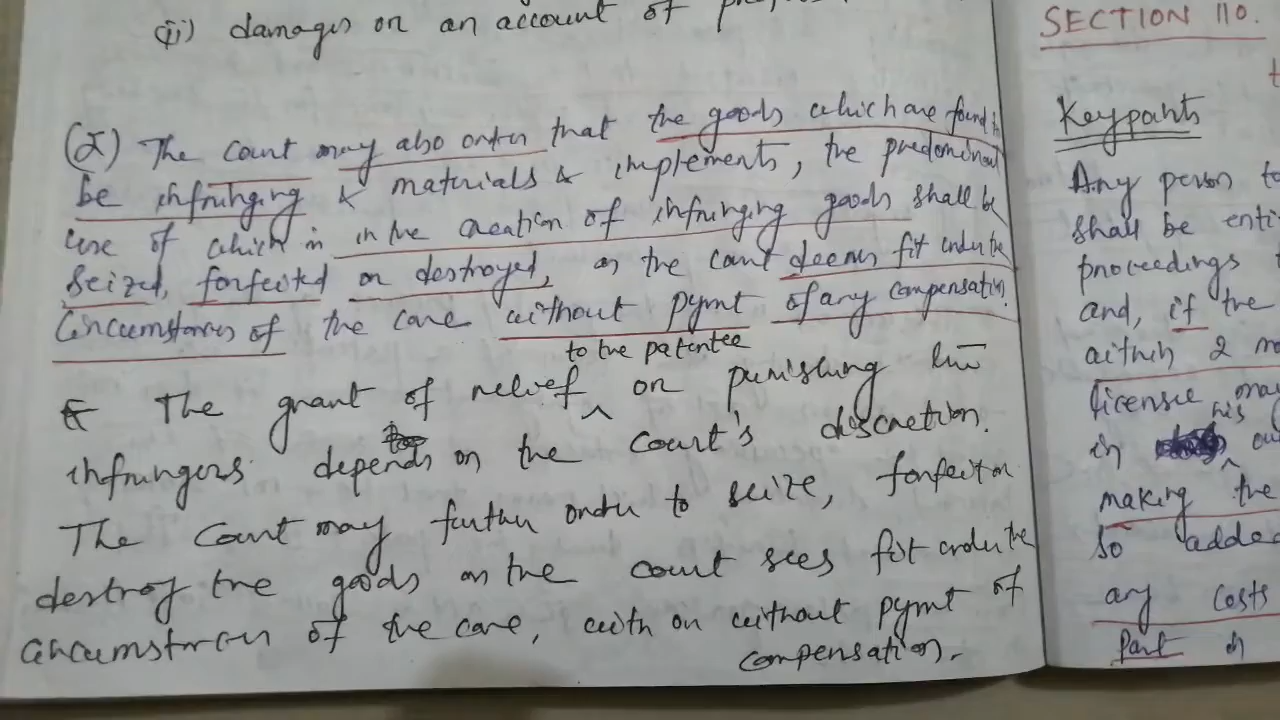 (ii) damages or an account of
(2) The court may also order that the goods which are found to
be infringing & materials & implements, the predominant
use of which is in the creation of infringing goods shall be
seized, forfeited or destroyed, as the court deems fit under the
circumstances of the case without pymt of any compensation.
to the patentee
The grant of relief ^ or punishing the
infringers depends on the court's discretion.
The Court may further order to seize, forfeit or
destroy the goods as the court sees fit under the
circumstances of the case, with or without pymt of
compensation.
SECTION 110.
Keypoints
Any person to
shall be enti
proceedings
and, if the
within 2 mo
licensee may
in his ^
making the
so added
any costs
part in